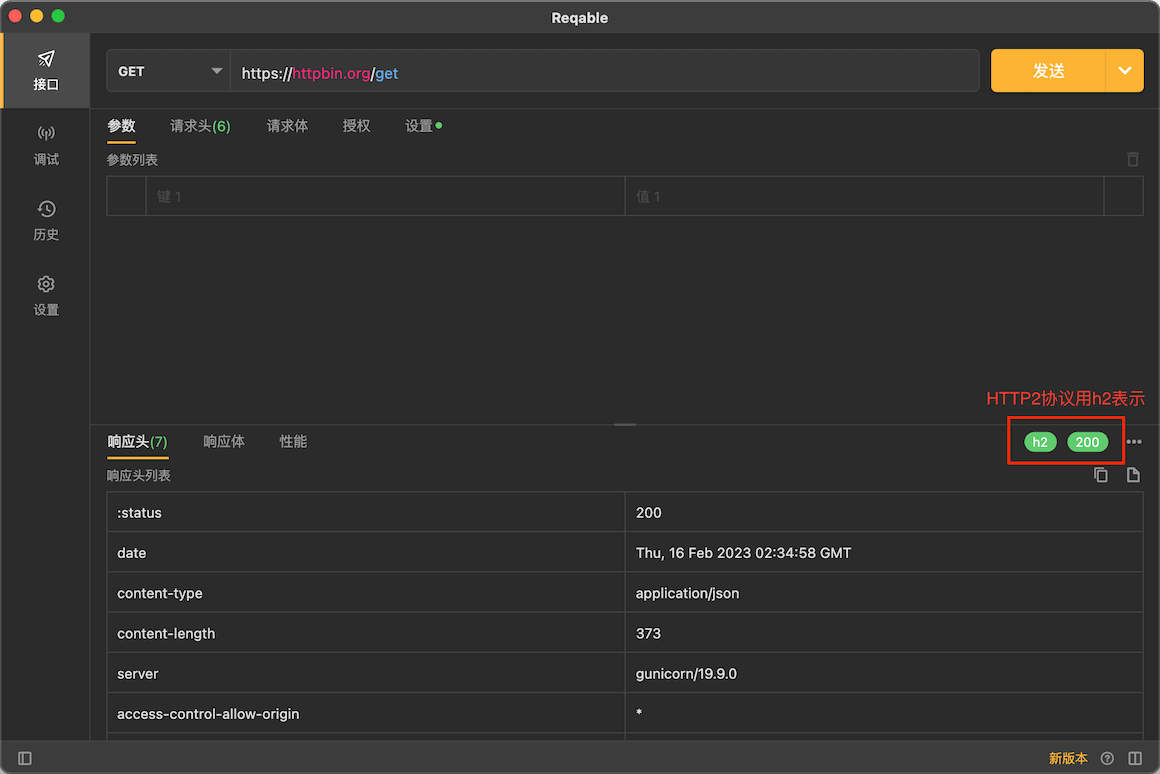 Reqable
接口
调试
历史
设置
GET
https://httpbin.org/get
发送
参数 请求头(6) 请求体 授权 设置
参数列表
键 1 值 1
HTTP2协议用h2表示
响应头(7) 响应体 性能 h2 200
响应头列表
:status 200
date Thu, 16 Feb 2023 02:34:58 GMT
content-type application/json
content-length 373
server gunicorn/19.9.0
access-control-allow-origin *
新版本